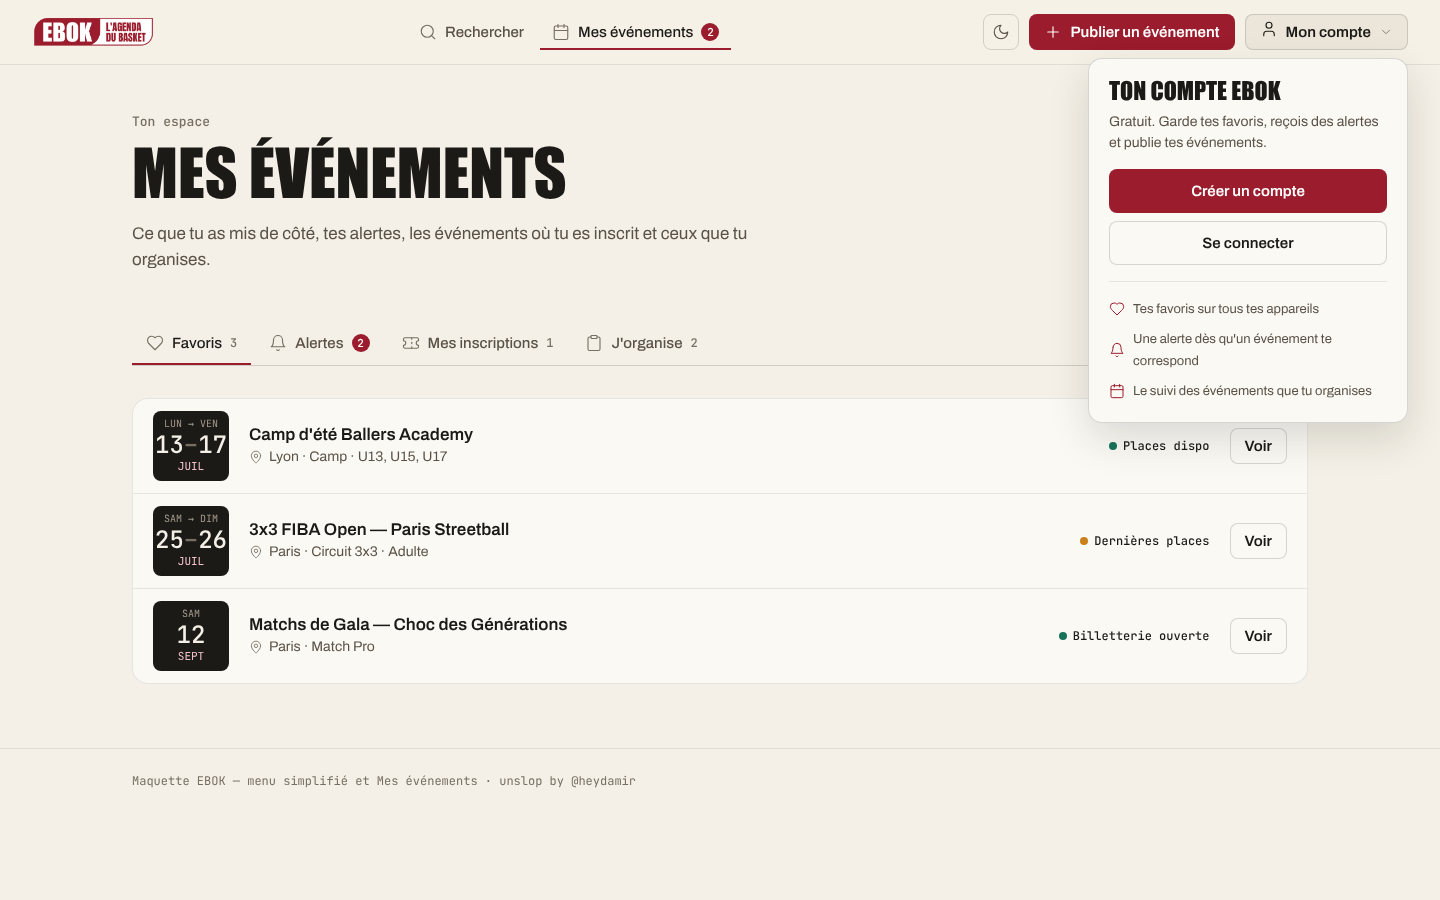 EBOK L'AGENDA DU BASKET
Rechercher
Mes événements 2
Publier un événement
Mon compte
TON COMPTE EBOK
Gratuit. Garde tes favoris, reçois des alertes
et publie tes événements.
Créer un compte
Se connecter
Tes favoris sur tous tes appareils
Une alerte dès qu'un événement te
correspond
Le suivi des événements que tu organises
Ton espace
MES ÉVÉNEMENTS
Ce que tu as mis de côté, tes alertes, les événements où tu es inscrit et ceux que tu
organises.
Favoris 3
Alertes 2
Mes inscriptions 1
J'organise 2
LUN → VEN
13–17
JUIL
Camp d'été Ballers Academy
Lyon · Camp · U13, U15, U17
Places dispo
Voir
SAM → DIM
25–26
JUIL
3x3 FIBA Open — Paris Streetball
Paris · Circuit 3x3 · Adulte
Dernières places
Voir
SAM
12
SEPT
Matchs de Gala — Choc des Générations
Paris · Match Pro
Billetterie ouverte
Voir
Maquette EBOK — menu simplifié et Mes événements · unslop by @heydamir